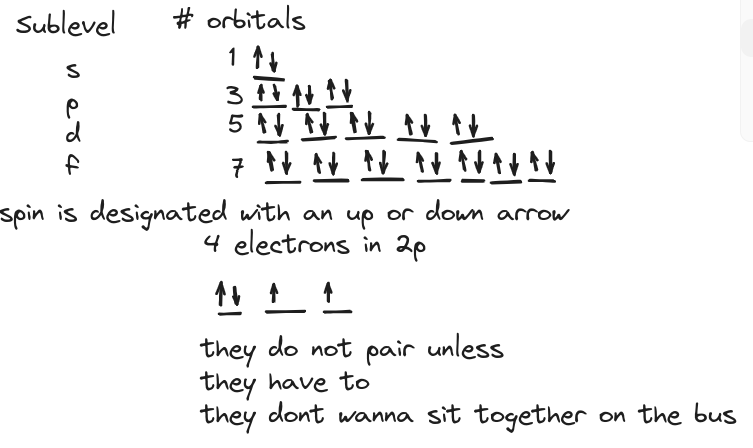 Sublevel # orbitals
s 1 ↑↓
p 3 ↑↓ ↑↓ ↑↓
d 5 ↑↓ ↑↓ ↑↓ ↑↓ ↑↓
f 7 ↑↓ ↑↓ ↑↓ ↑↓ ↑↓ ↑↓ ↑↓
spin is designated with an up or down arrow
4 electrons in 2p
↑↓ ↑ ↑
they do not pair unless
they have to
they dont wanna sit together on the bus